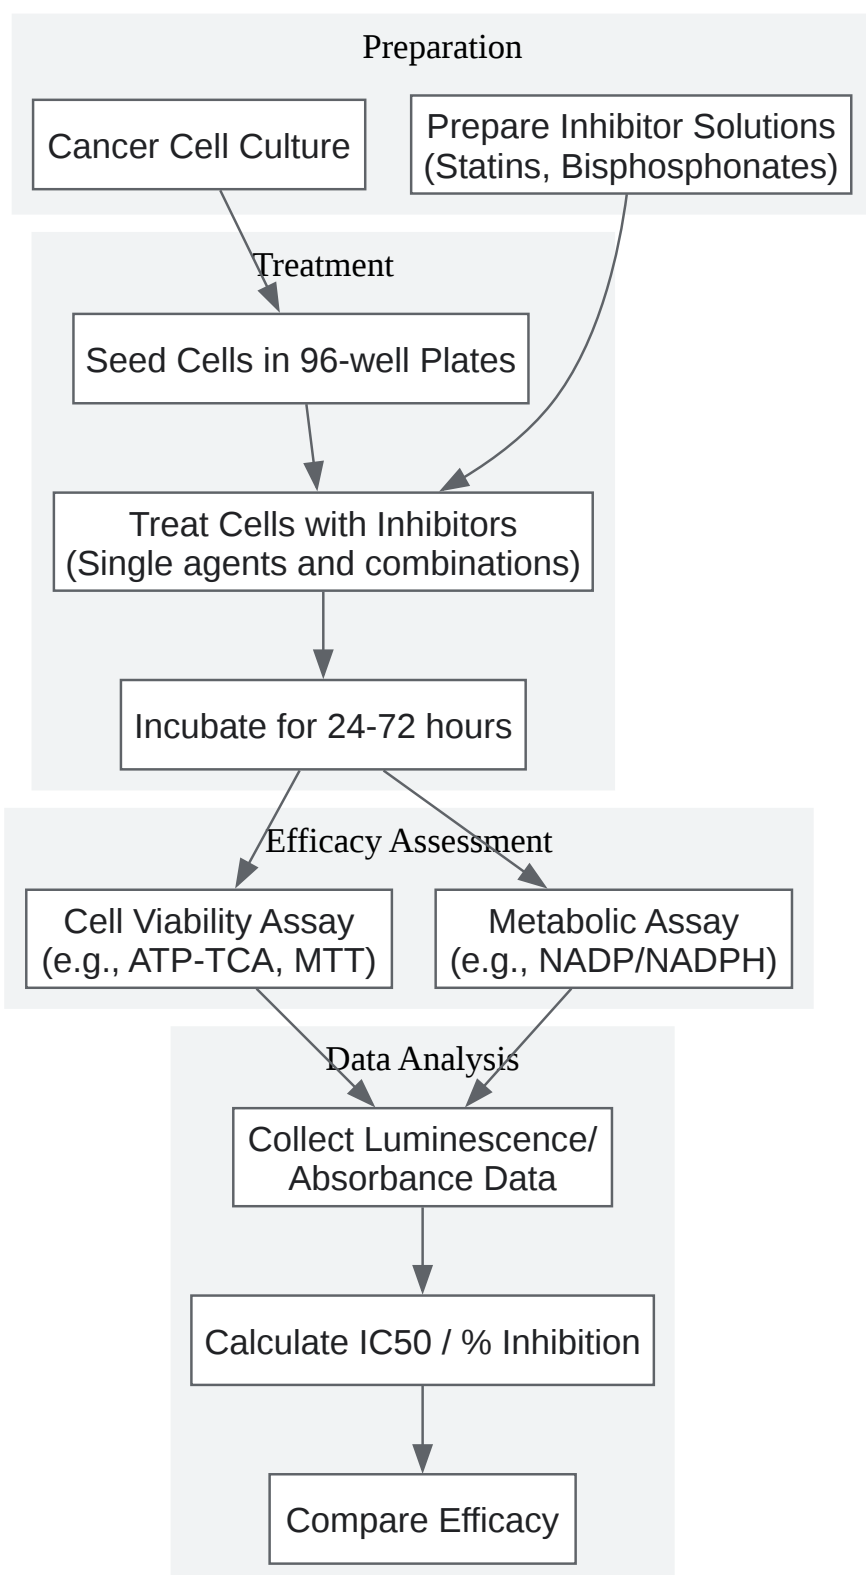 Preparation
Cancer Cell Culture
Prepare Inhibitor Solutions
(Statins, Bisphosphonates)
Treatment
Seed Cells in 96-well Plates
Treat Cells with Inhibitors
(Single agents and combinations)
Incubate for 24-72 hours
Efficacy Assessment
Cell Viability Assay
(e.g., ATP-TCA, MTT)
Metabolic Assay
(e.g., NADP/NADPH)
Data Analysis
Collect Luminescence/
Absorbance Data
Calculate IC50 / % Inhibition
Compare Efficacy